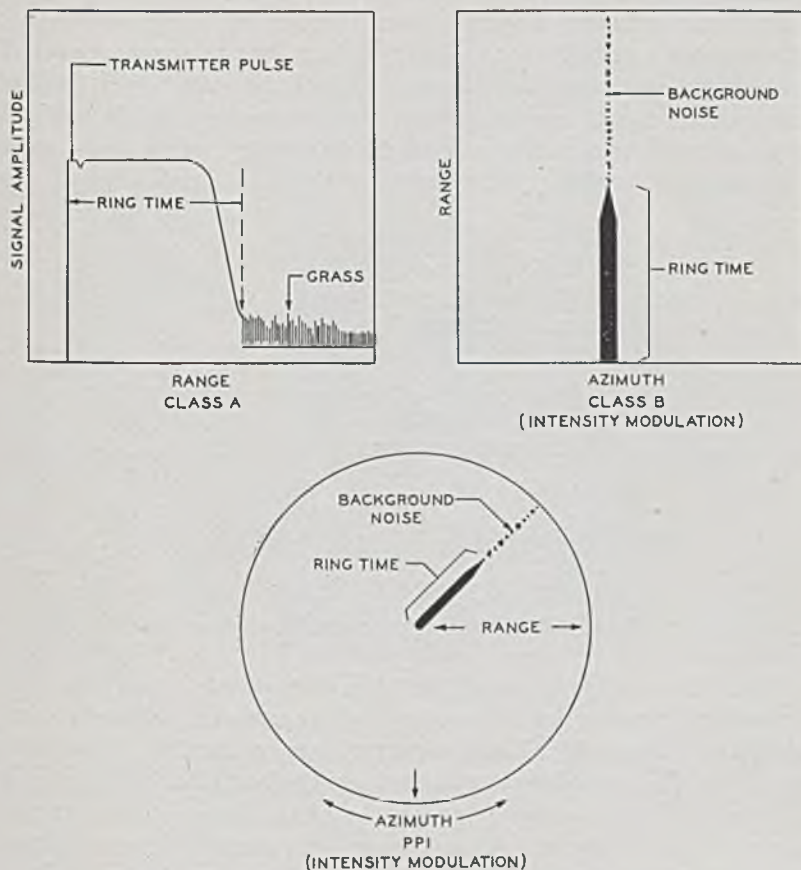 TRANSMITTER PULSE
SIGNAL AMPLITUDE
RING TIME
GRASS
RANGE
CLASS A
BACKGROUND
NOISE
RANGE
RING TIME
AZIMUTH
CLASS B
(INTENSITY MODULATION)
BACKGROUND
NOISE
RING TIME
RANGE
AZIMUTH
PPI
(INTENSITY MODULATION)